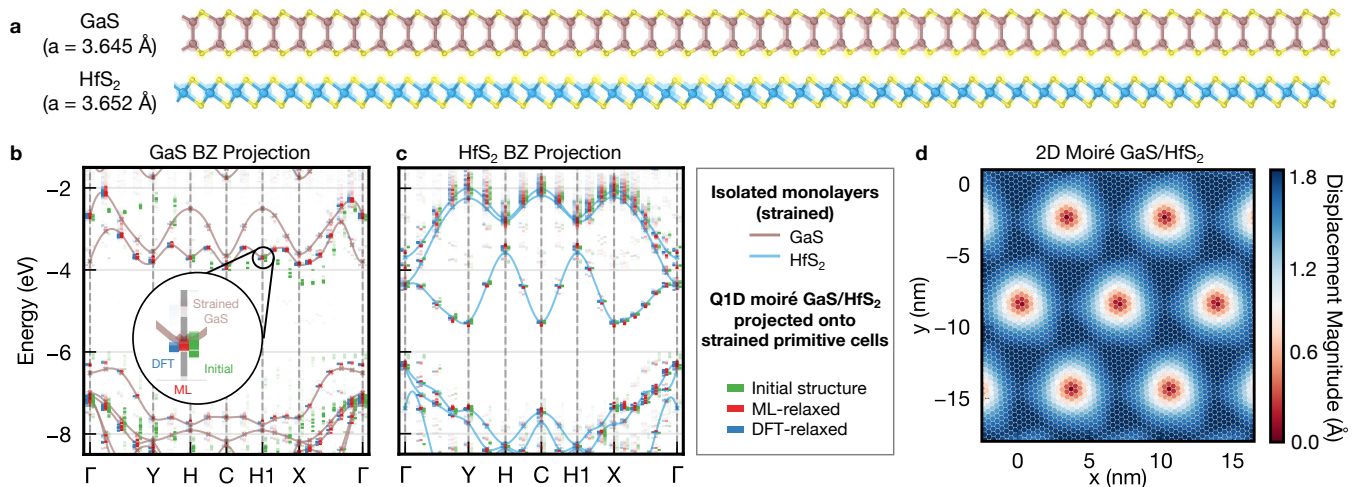 a
GaS
(a = 3.645 Å)
HfS₂
(a = 3.652 Å)
b
GaS BZ Projection
Energy (eV)
−2
−4
−6
−8
Strained
GaS
DFT
Initial
ML
Γ Y H C H1 X Γ
c
HfS₂ BZ Projection
Γ Y H C H1 X Γ
Isolated monolayers
(strained)
GaS
HfS₂
Q1D moiré GaS/HfS₂
projected onto
strained primitive cells
Initial structure
ML-relaxed
DFT-relaxed
d
2D Moiré GaS/HfS₂
y (nm)
0
−5
−10
−15
0 5 10 15
x (nm)
1.8
1.2
0.6
0.0
Displacement Magnitude (Å)